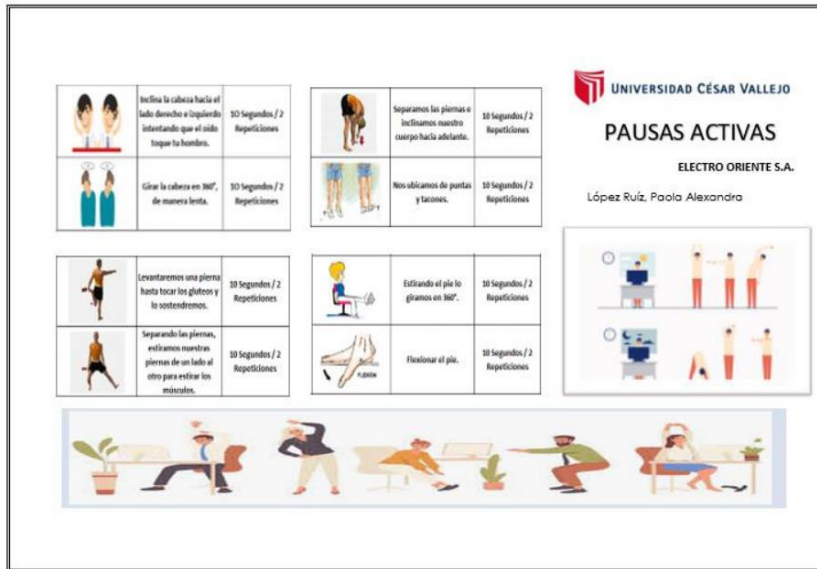 Inclina la cabeza hacia el
lado derecho e izquierdo
intentando que el oído
toque tu hombro.
10 Segundos / 2
Repeticiones
Girar la cabeza en 360°,
de manera lenta.
10 Segundos / 2
Repeticiones
Separamos las piernas e
inclinamos nuestro
cuerpo hacia adelante.
10 Segundos / 2
Repeticiones
Nos ubicamos de puntas
y tacones.
10 Segundos / 2
Repeticiones
Levantaremos una pierna
hasta tocar los gluteos y
lo sostendremos.
10 Segundos / 2
Repeticiones
Separando las piernas,
estiramos nuestras
piernas de un lado al
otro para estirar los
músculos.
10 Segundos / 2
Repeticiones
Estirando el pie lo
giramos en 360°.
10 Segundos / 2
Repeticiones
FLEXIÓN
Flexionar el pie.
10 Segundos / 2
Repeticiones
UNIVERSIDAD CÉSAR VALLEJO
PAUSAS ACTIVAS
ELECTRO ORIENTE S.A.
López Ruíz, Paola Alexandra